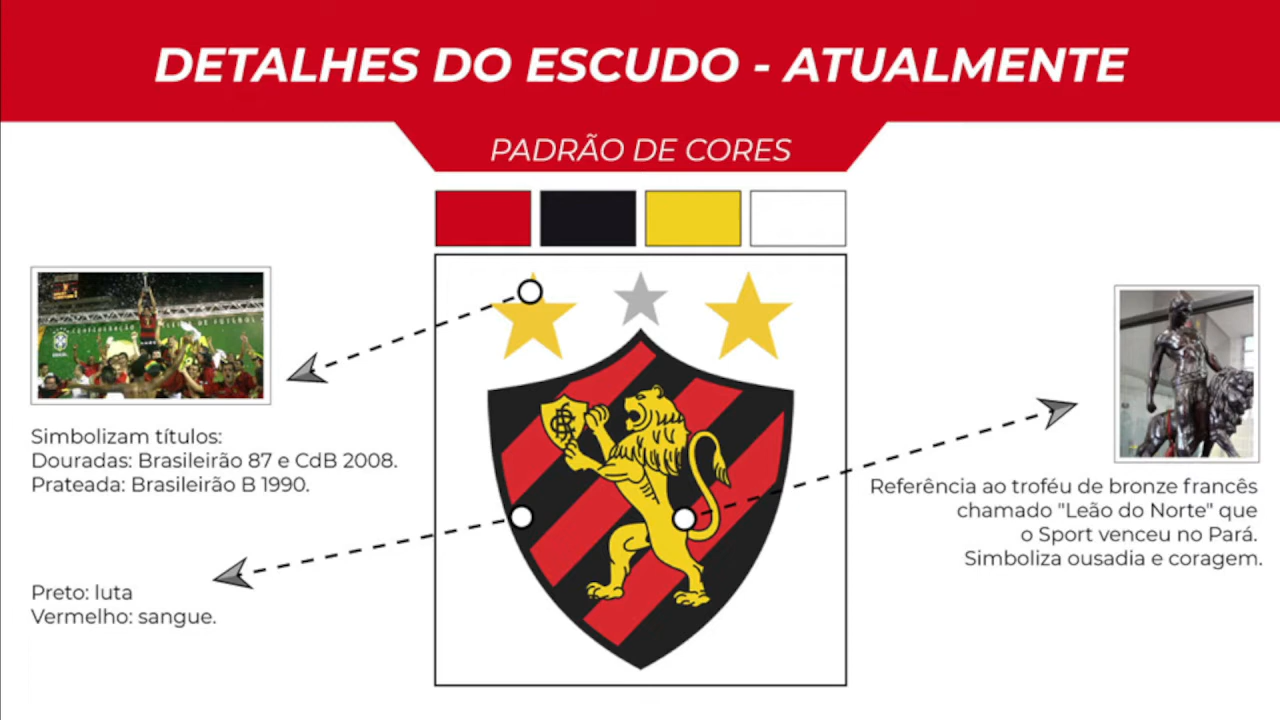 DETALHES DO ESCUDO - ATUALMENTE
PADRÃO DE CORES
Simbolizam títulos:
Douradas: Brasileirão 87 e CdB 2008.
Prateada: Brasileirão B 1990.
Preto: luta
Vermelho: sangue.
Referência ao troféu de bronze francês
chamado "Leão do Norte" que
o Sport venceu no Pará.
Simboliza ousadia e coragem.